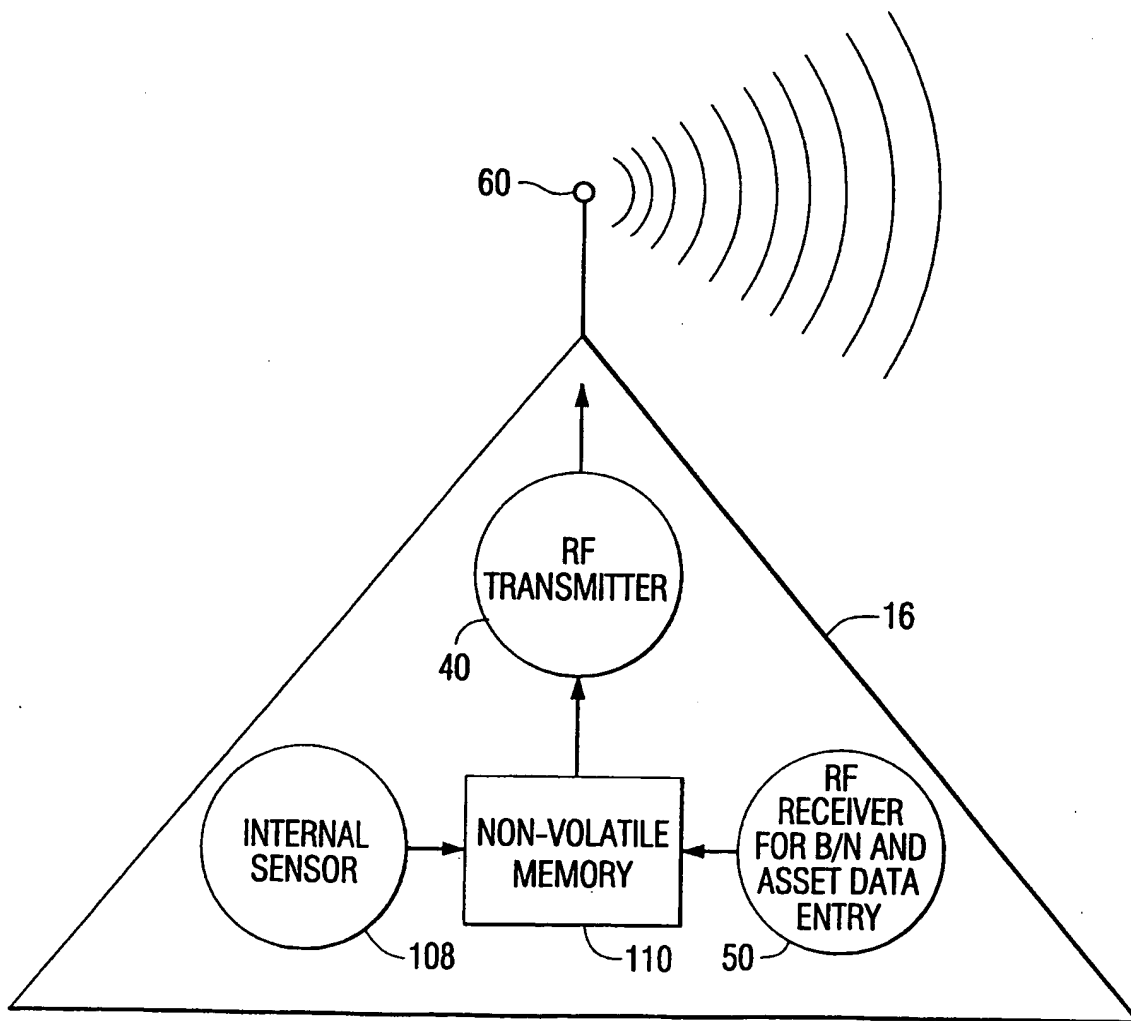 60
RF
TRANSMITTER
40
16
INTERNAL
SENSOR
108
NON-VOLATILE
MEMORY
110
RF
RECEIVER
FOR B/N AND
ASSET DATA
ENTRY
50